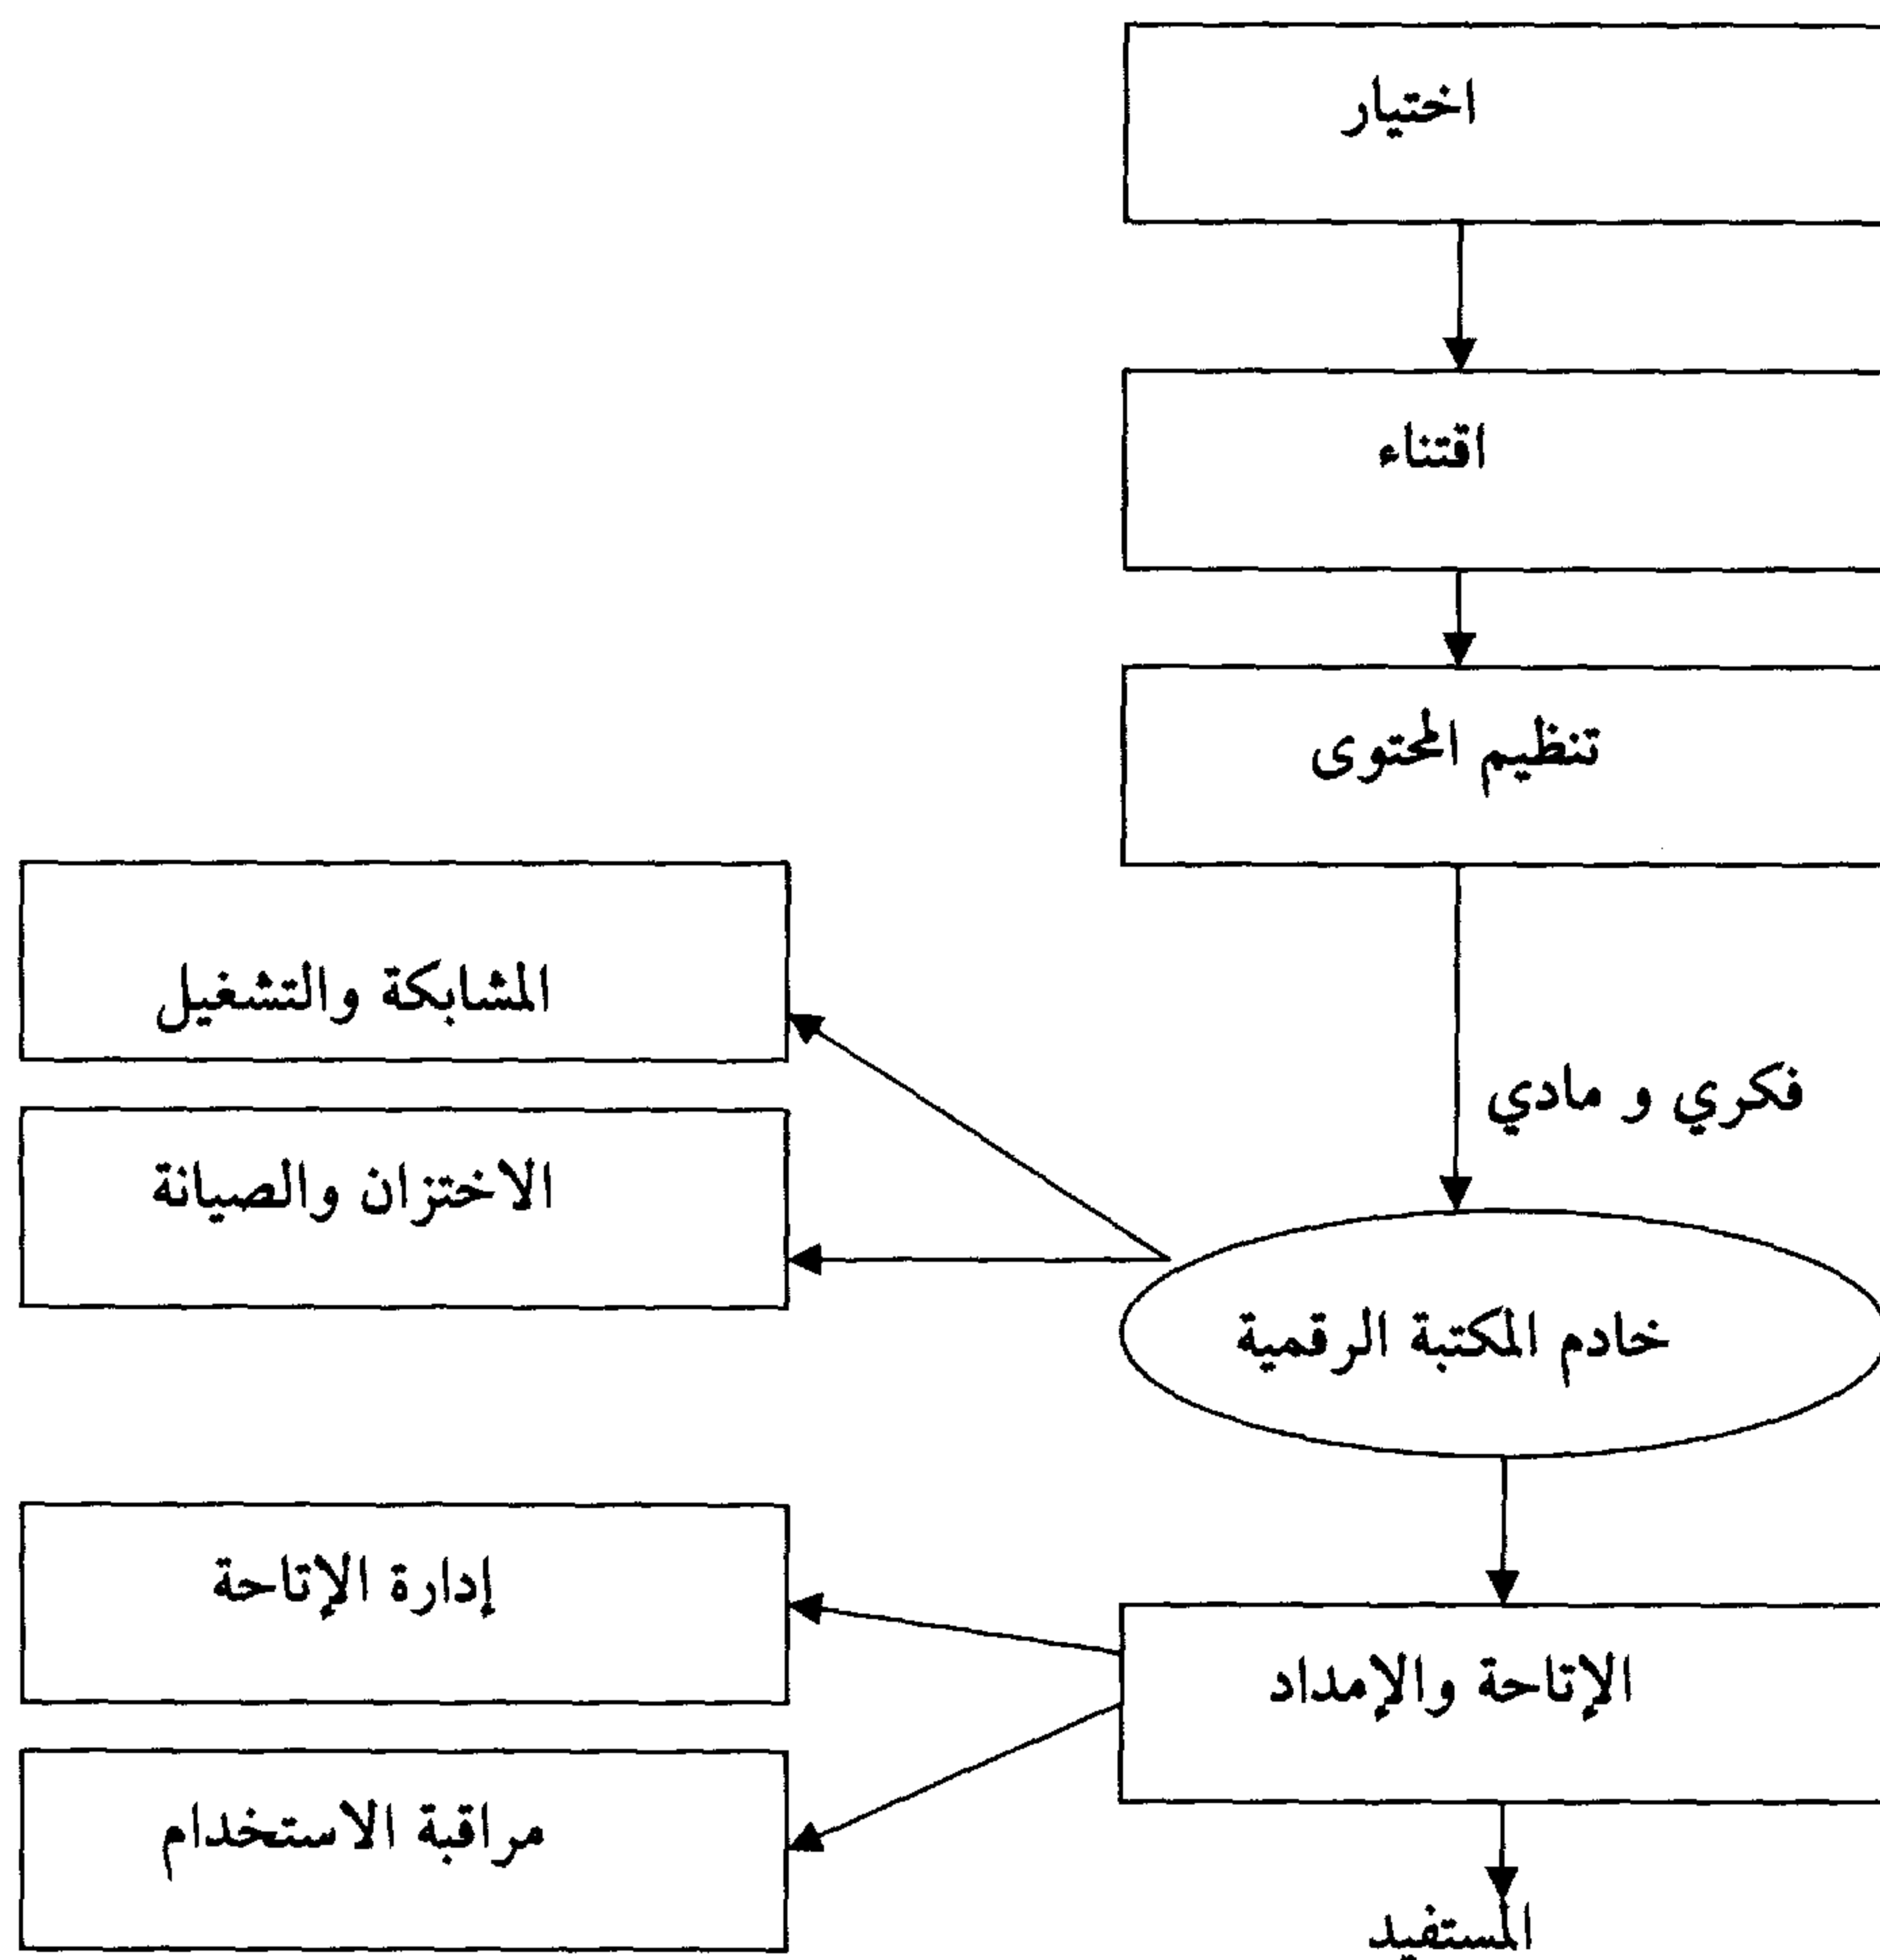 اختيار
اقتناء
تنظيم المحتوى
المشابكة والتشغيل
فكري و مادي
الاختزان والصيانة
خادم المكتبة الرقمية
إدارة الإتاحة
الإتاحة والإمداد
مراقبة الاستخدام
المستفيد